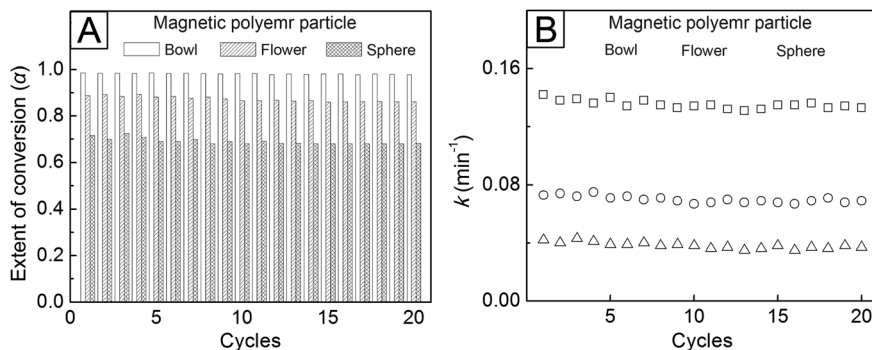 A
Magnetic polyemr particle
Bowl Flower Sphere
Extent of conversion (α)
1.0
0.8
0.6
0.4
0.2
0.0
0 5 10 15 20
Cycles
B
Magnetic polyemr particle
Bowl Flower Sphere
k (min⁻¹)
0.16
0.08
0.00
5 10 15 20
Cycles